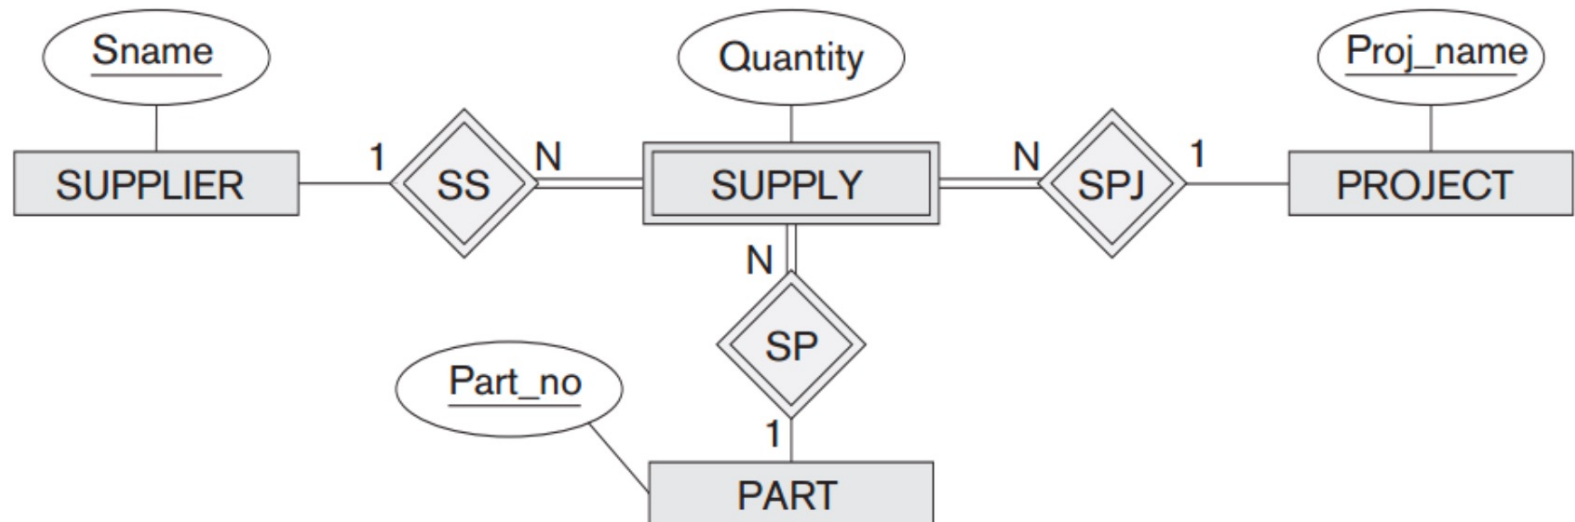 Sname
Quantity
Proj_name
1
N
N
1
SUPPLIER
SS
SUPPLY
SPJ
PROJECT
N
SP
Part_no
1
PART